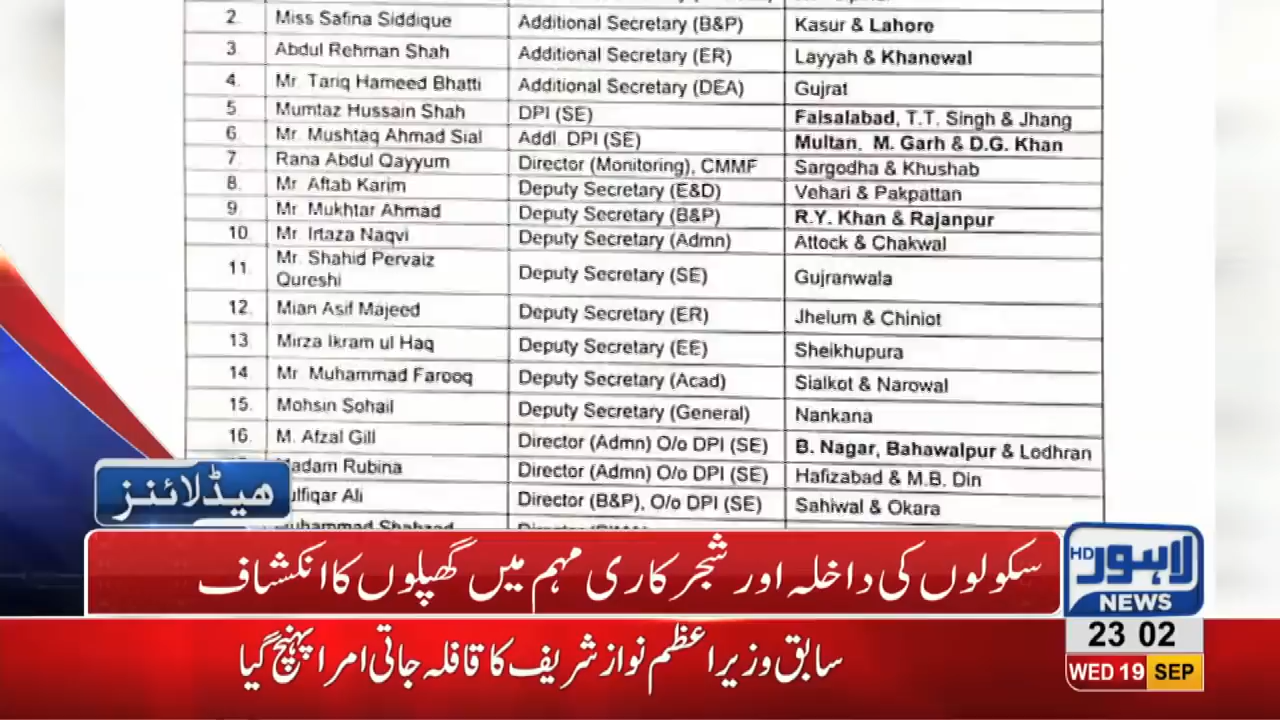 2. Miss Safina Siddique Additional Secretary (B&P) Kasur & Lahore
3 Abdul Rehman Shah Additional Secretary (ER) Layyah & Khanewal
4. Mr. Tariq Hameed Bhatti Additional Secretary (DEA) Gujrat
5 Mumtaz Hussain Shah DPI (SE) Faisalabad, T.T. Singh & Jhang
6 Mr. Mushtaq Ahmad Sial Addl. DPI (SE) Multan, M. Garh & D.G. Khan
7. Rana Abdul Qayyum Director (Monitoring), CMMF Sargodha & Khushab
8. Mr. Aftab Karim Deputy Secretary (E&D) Vehari & Pakpattan
9 Mr. Mukhtar Ahmad Deputy Secretary (B&P) R.Y. Khan & Rajanpur
10. Mr. Irtaza Naqvi Deputy Secretary (Admn) Attock & Chakwal
11. Mr. Shahid Pervaiz Qureshi Deputy Secretary (SE) Gujranwala
12. Mian Asif Majeed Deputy Secretary (ER) Jhelum & Chiniot
13. Mirza Ikram ul Haq Deputy Secretary (EE) Sheikhupura
14 Mr. Muhammad Farooq Deputy Secretary (Acad) Sialkot & Narowal
15. Mohsin Sohail Deputy Secretary (General) Nankana
16. M. Afzal Gill Director (Admn) O/o DPI (SE) B. Nagar, Bahawalpur & Lodhran
Rubina Director (Admn) O/o DPI (SE) Hafizabad & M.B. Din
Ali Director (B&P), O/o DPI (SE) Sahiwal & Okara
ہیڈلائنز
سکولوں کی داخلہ اور شجر کاری مہم میں گھپلوں کا انکشاف
HD لاہور
NEWS
23 02
سابق وزیراعظم نوازشریف کا قافلہ جاتی امرا پہنچ گیا
WED 19 SEP